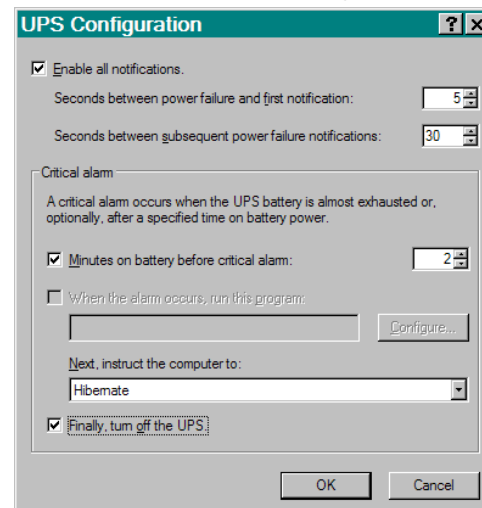 UPS Configuration
Enable all notifications.
Seconds between power failure and first notification: 5
Seconds between subsequent power failure notifications: 30
Critical alarm
A critical alarm occurs when the UPS battery is almost exhausted or,
optionally, after a specified time on battery power.
Minutes on battery before critical alarm: 2
When the alarm occurs, run this program:
Configure...
Next, instruct the computer to:
Hibernate
Finally, turn off the UPS.
OK Cancel